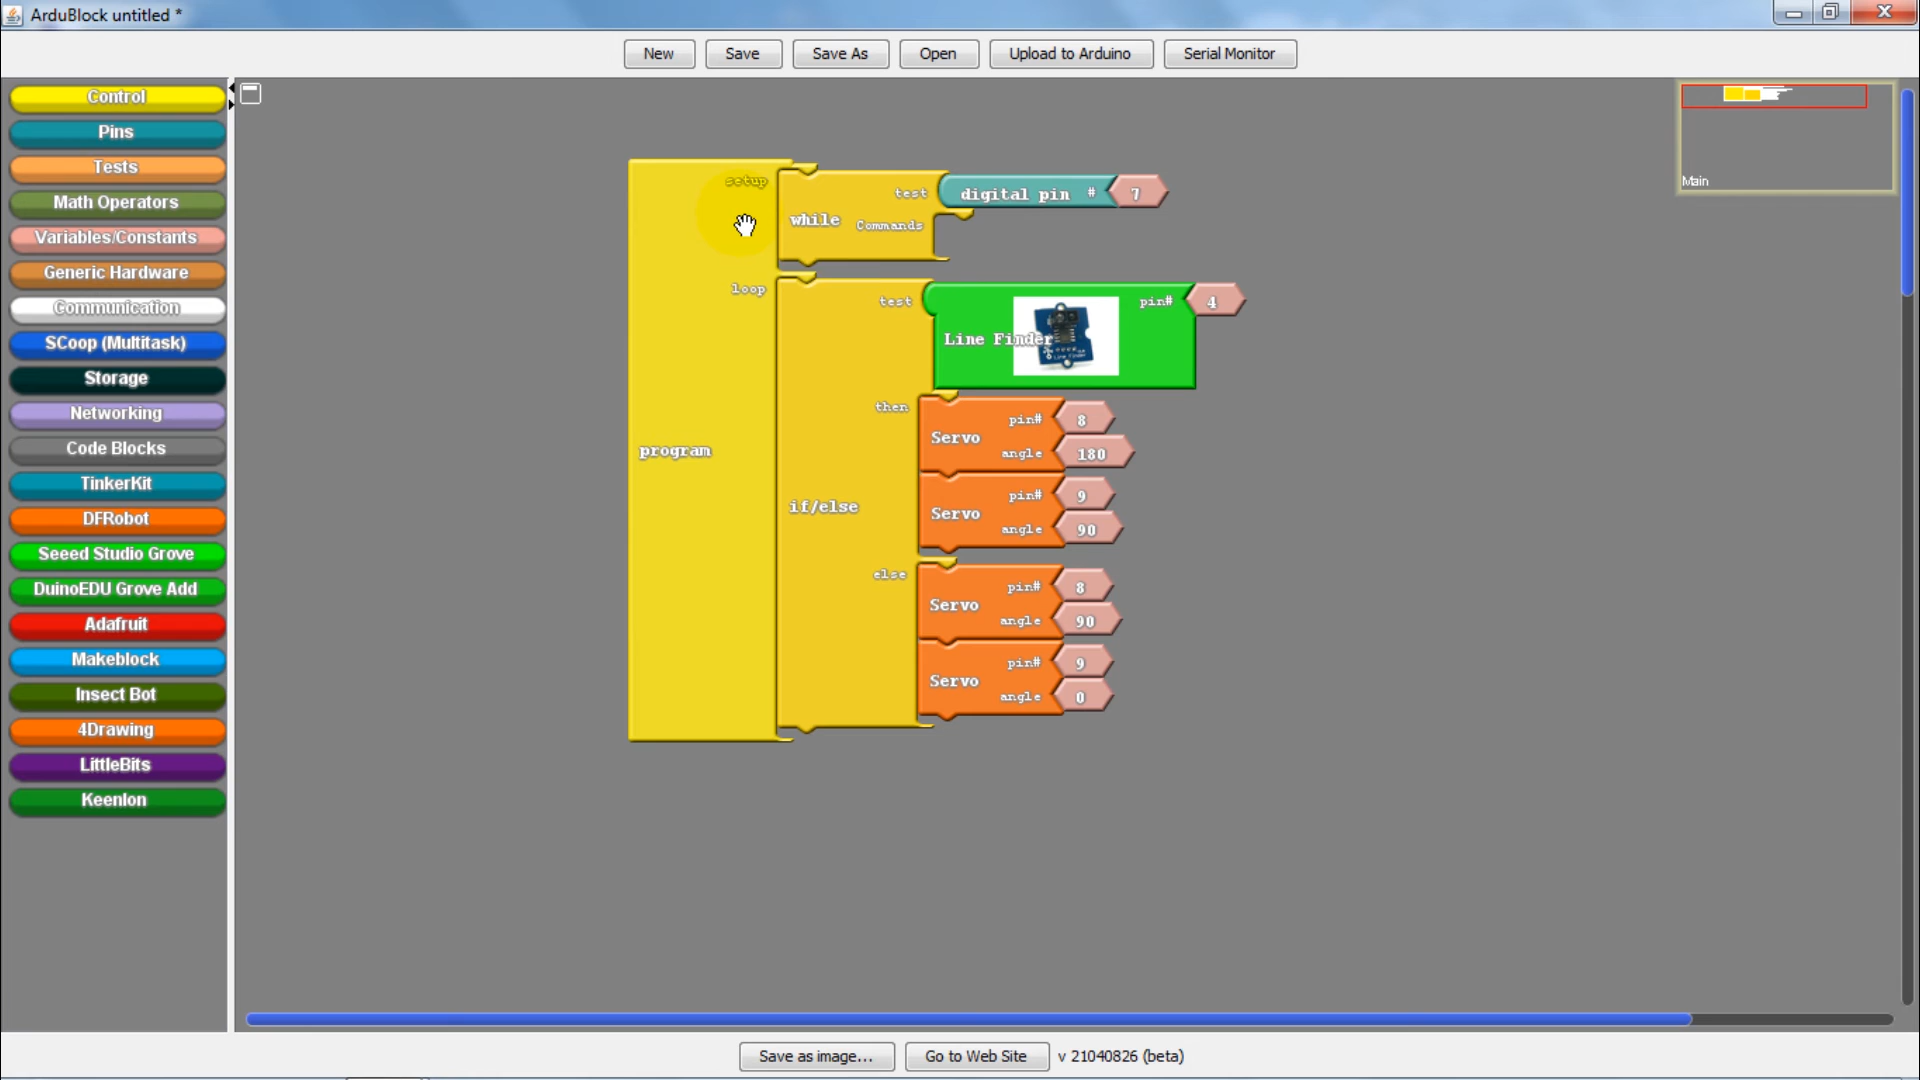 ArduBlock untitled *
New
Save
Save As
Open
Upload to Arduino
Serial Monitor
Control
Pins
Tests
Math Operators
Variables/Constants
Generic Hardware
Communication
SCoop (Multitask)
Storage
Networking
Code Blocks
TinkerKit
DFRobot
Seeed Studio Grove
DuinoEDU Grove Add
Adafruit
Makeblock
Insect Bot
4Drawing
LittleBits
Keenlon
Main
program
setup
while
test
digital pin #
7
Commands
loop
if/else
test
Line Finder
pin#
4
then
Servo
pin#
8
angle
180
Servo
pin#
9
angle
90
else
Servo
pin#
8
angle
90
Servo
pin#
9
angle
0
Save as image...
Go to Web Site
v 21040826 (beta)